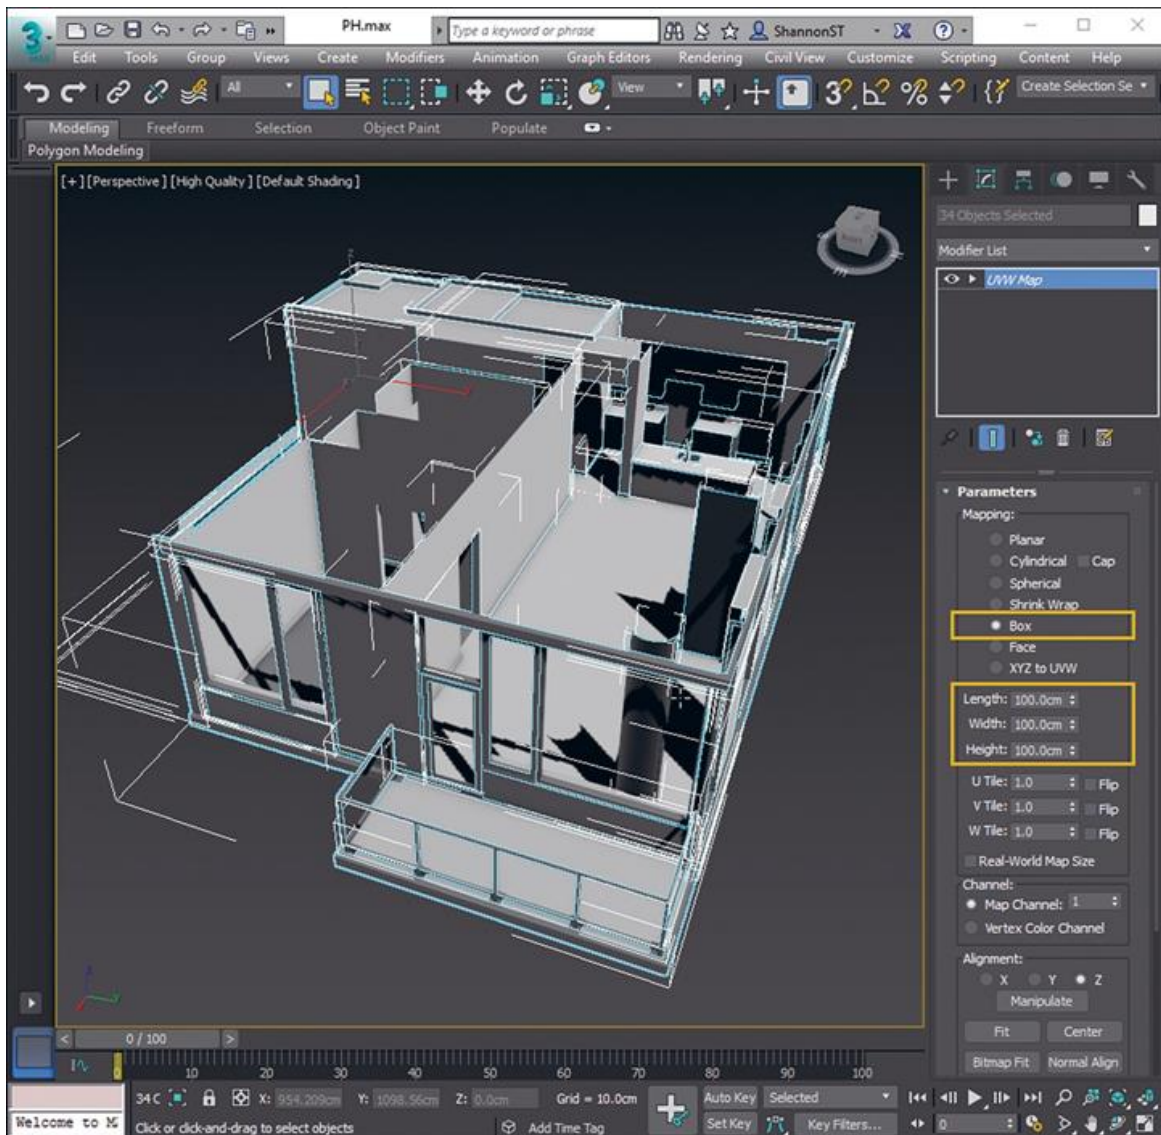 PH.max Type a keyword or phrase ShannonST
Edit Tools Group Views Create Modifiers Animation Graph Editors Rendering Civil View Customize Scripting Content Help
All View Create Selection Se
Modeling Freeform Selection Object Paint Populate
Polygon Modeling
[+] [Perspective ] [High Quality ] [Default Shading ]
34 Objects Selected
Modifier List
UVW Map
Parameters
Mapping:
Planar
Cylindrical Cap
Spherical
Shrink Wrap
Box
Face
XYZ to UVW
Length: 100.0cm
Width: 100.0cm
Height: 100.0cm
U Tile: 1.0 Flip
V Tile: 1.0 Flip
W Tile: 1.0 Flip
Real-World Map Size
Channel:
Map Channel: 1
Vertex Color Channel
Alignment:
X Y Z
Manipulate
Fit Center
Bitmap Fit Normal Align
0 / 100
0 10 20 30 40 50 60 70 80 90 100
34 C X: 954.209cm Y: 1098.56cm Z: 0.0cm Grid = 10.0cm Auto Key Selected
Welcome to M Click or click-and-drag to select objects Add Time Tag Set Key Key Filters... 0